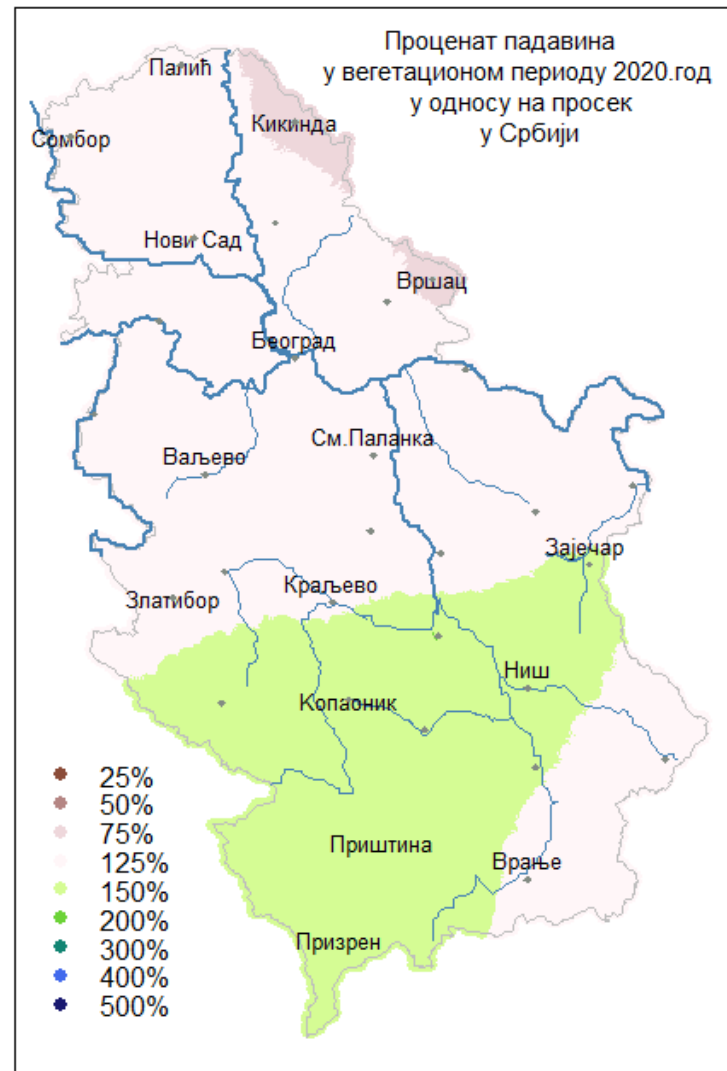 Проценат падавина
у вегетационом периоду 2020.год
у односу на просек
у Србији
Палић
Кикинда
Сомбор
Нови Сад
Вршац
Београд
См.Паланка
Ваљево
Зајечар
Краљево
Златибор
Ниш
Копаоник
Приштина
Врање
Призрен
25%
50%
75%
125%
150%
200%
300%
400%
500%